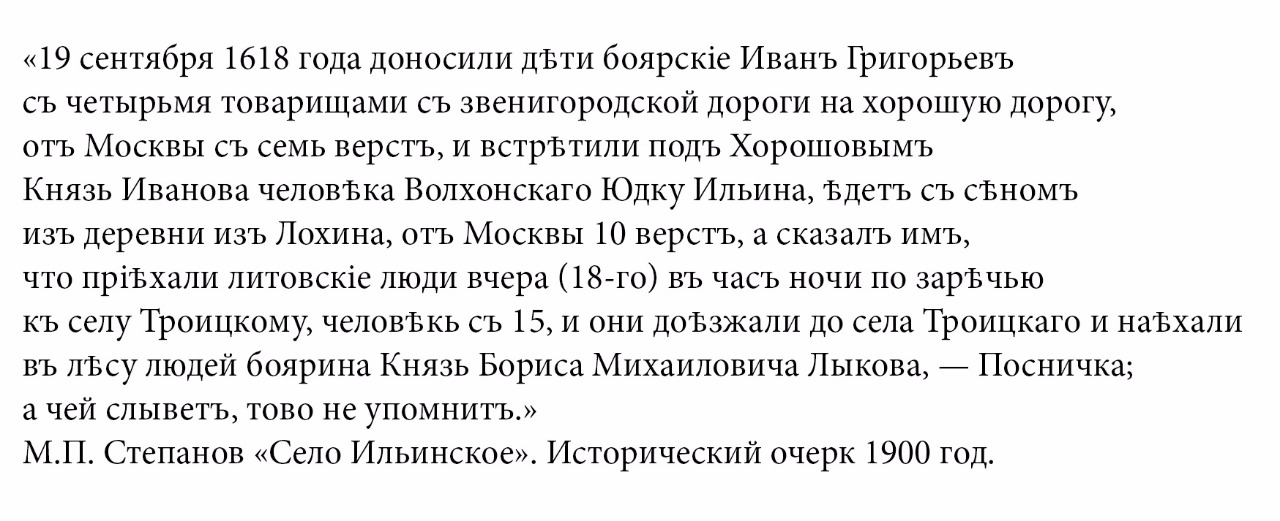 «19 сентября 1618 года доносили дѣти боярскіе Иванъ Григорьевъ
съ четырьмя товарищами съ звенигородской дороги на хорошую дорогу,
отъ Москвы съ семь верстъ, и встрѣтили подъ Хорошовымъ
Князь Иванова человѣка Волхонскаго Юдку Ильина, ѣдетъ съ сѣномъ
изъ деревни изъ Лохина, отъ Москвы 10 верстъ, а сказалъ имъ,
что пріѣхали литовскіе люди вчера (18-го) въ часъ ночи по зарѣчью
къ селу Троицкому, человѣкь съ 15, и они доѣзжали до села Троицкаго и наѣхали
въ лѣсу людей боярина Князь Бориса Михаиловича Лыкова, — Посничка;
а чей слыветъ, тово не упомнитъ.»
М.П. Степанов «Село Ильинское». Исторический очерк 1900 год.